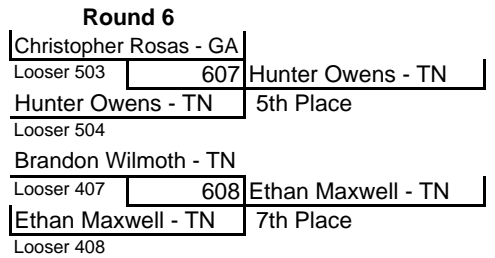 Round 6
Christopher Rosas - GA
Looser 503
607 Hunter Owens - TN
Hunter Owens - TN
5th Place
Looser 504
Brandon Wilmoth - TN
Looser 407
608 Ethan Maxwell - TN
Ethan Maxwell - TN
7th Place
Looser 408